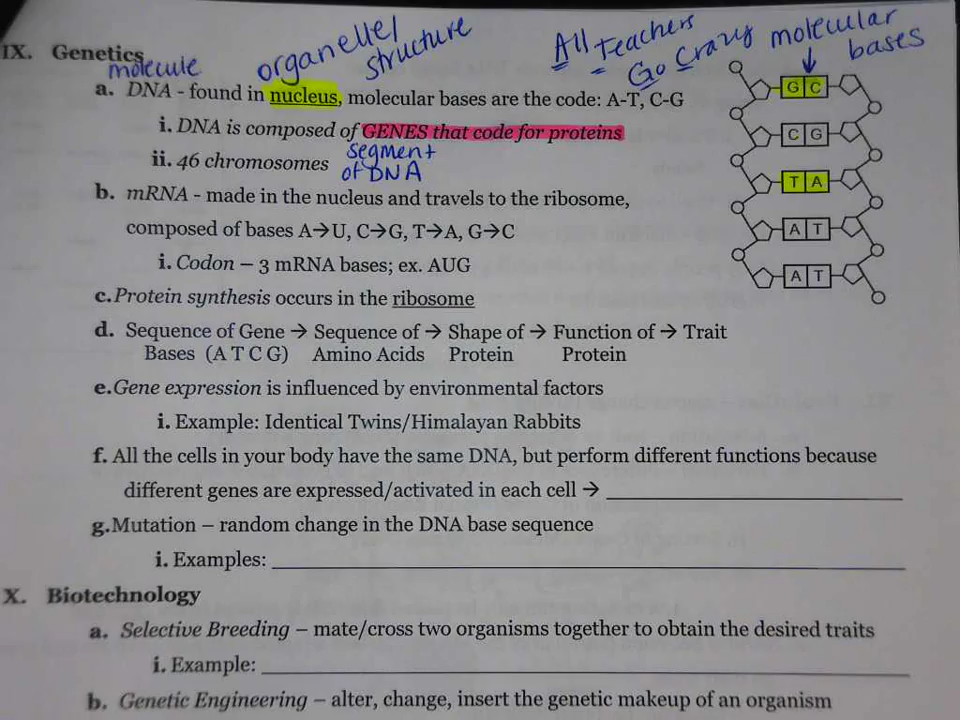 IX. Genetics
molecule
organelle/
structure
All teachers
Go Crazy
molecular
bases
a. DNA - found in nucleus, molecular bases are the code: A-T, C-G
i. DNA is composed of GENES that code for proteins
segment
of DNA
ii. 46 chromosomes
b. mRNA - made in the nucleus and travels to the ribosome,
composed of bases A→U, C→G, T→A, G→C
i. Codon – 3 mRNA bases; ex. AUG
G C
C G
T A
A T
A T
c. Protein synthesis occurs in the ribosome
d. Sequence of Gene → Sequence of → Shape of → Function of → Trait
Bases (A T C G) Amino Acids Protein Protein
e. Gene expression is influenced by environmental factors
i. Example: Identical Twins/Himalayan Rabbits
f. All the cells in your body have the same DNA, but perform different functions because
different genes are expressed/activated in each cell →
g. Mutation – random change in the DNA base sequence
i. Examples:
X. Biotechnology
a. Selective Breeding – mate/cross two organisms together to obtain the desired traits
i. Example:
b. Genetic Engineering – alter, change, insert the genetic makeup of an organism